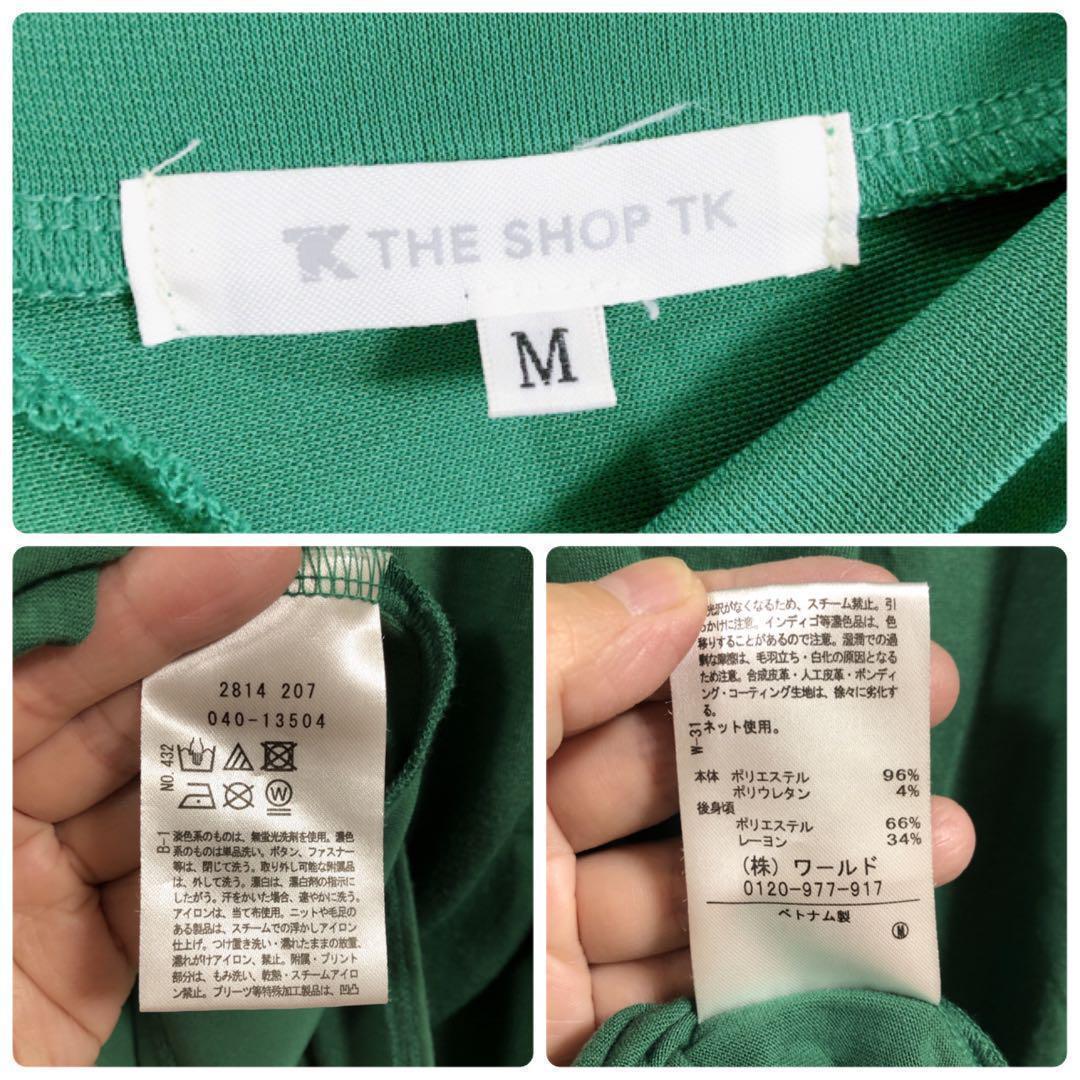 TK THE SHOP TK
M
2814 207
040-13504
NO. 432
W
B-1
淡色系のものは、無蛍光洗剤を使用。濃色
系のものは単品洗い。ボタン、ファスナー
等は、閉じて洗う。取り外し可能な附属品
は、外して洗う。漂白は、漂白剤の指示に
したがう。汗をかいた場合、速やかに洗う。
アイロンは、当て布使用。ニットや毛足の
ある製品は、スチームでの浮かしアイロン
仕上げ。つけ置き洗い・濡れたままの放置、
濡れがけアイロン、禁止。附属・プリント
部分は、もみ洗い、乾熱・スチームアイロ
ン禁止。プリーツ等特殊加工製品は、凹凸
光沢がなくなるため、スチーム禁止。引
っかけに注意。インディゴ等濃色品は、色
移りすることがあるので注意。湿潤での過
剰な摩擦は、毛羽立ち・白化の原因となる
ため注意。合成皮革・人工皮革・ボンディ
ング・コーティング生地は、徐々に劣化す
る。
W-31
ネット使用。
本体 ポリエステル 96%
ポリウレタン 4%
後身頃
ポリエステル 66%
レーヨン 34%
(株) ワールド
0120-977-917
ベトナム製
N